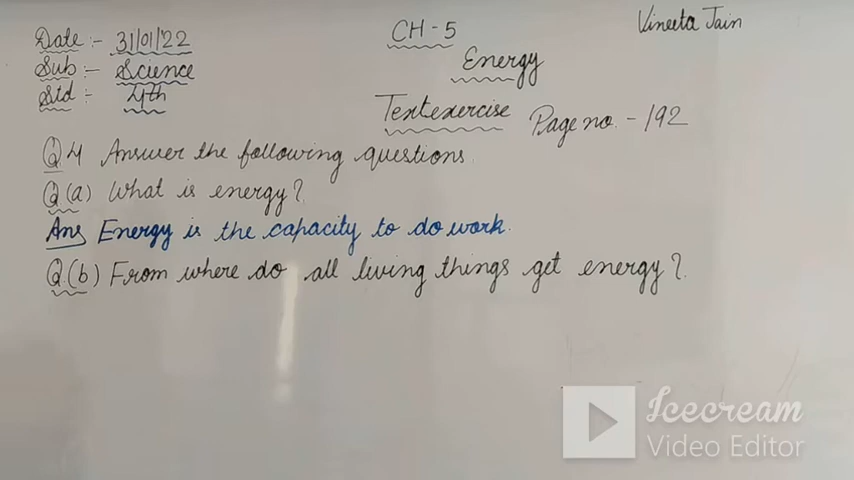 Date :- 31/01/'22
Sub :- Science
Std :- 4th
CH - 5
Energy
Textexercise Page no. - 192
Vineeta Jain
Q 4 Answer the following questions.
Q (a) What is energy?
Ans Energy is the capacity to do work.
Q.(b) From where do all living things get energy?
Icecream
Video Editor